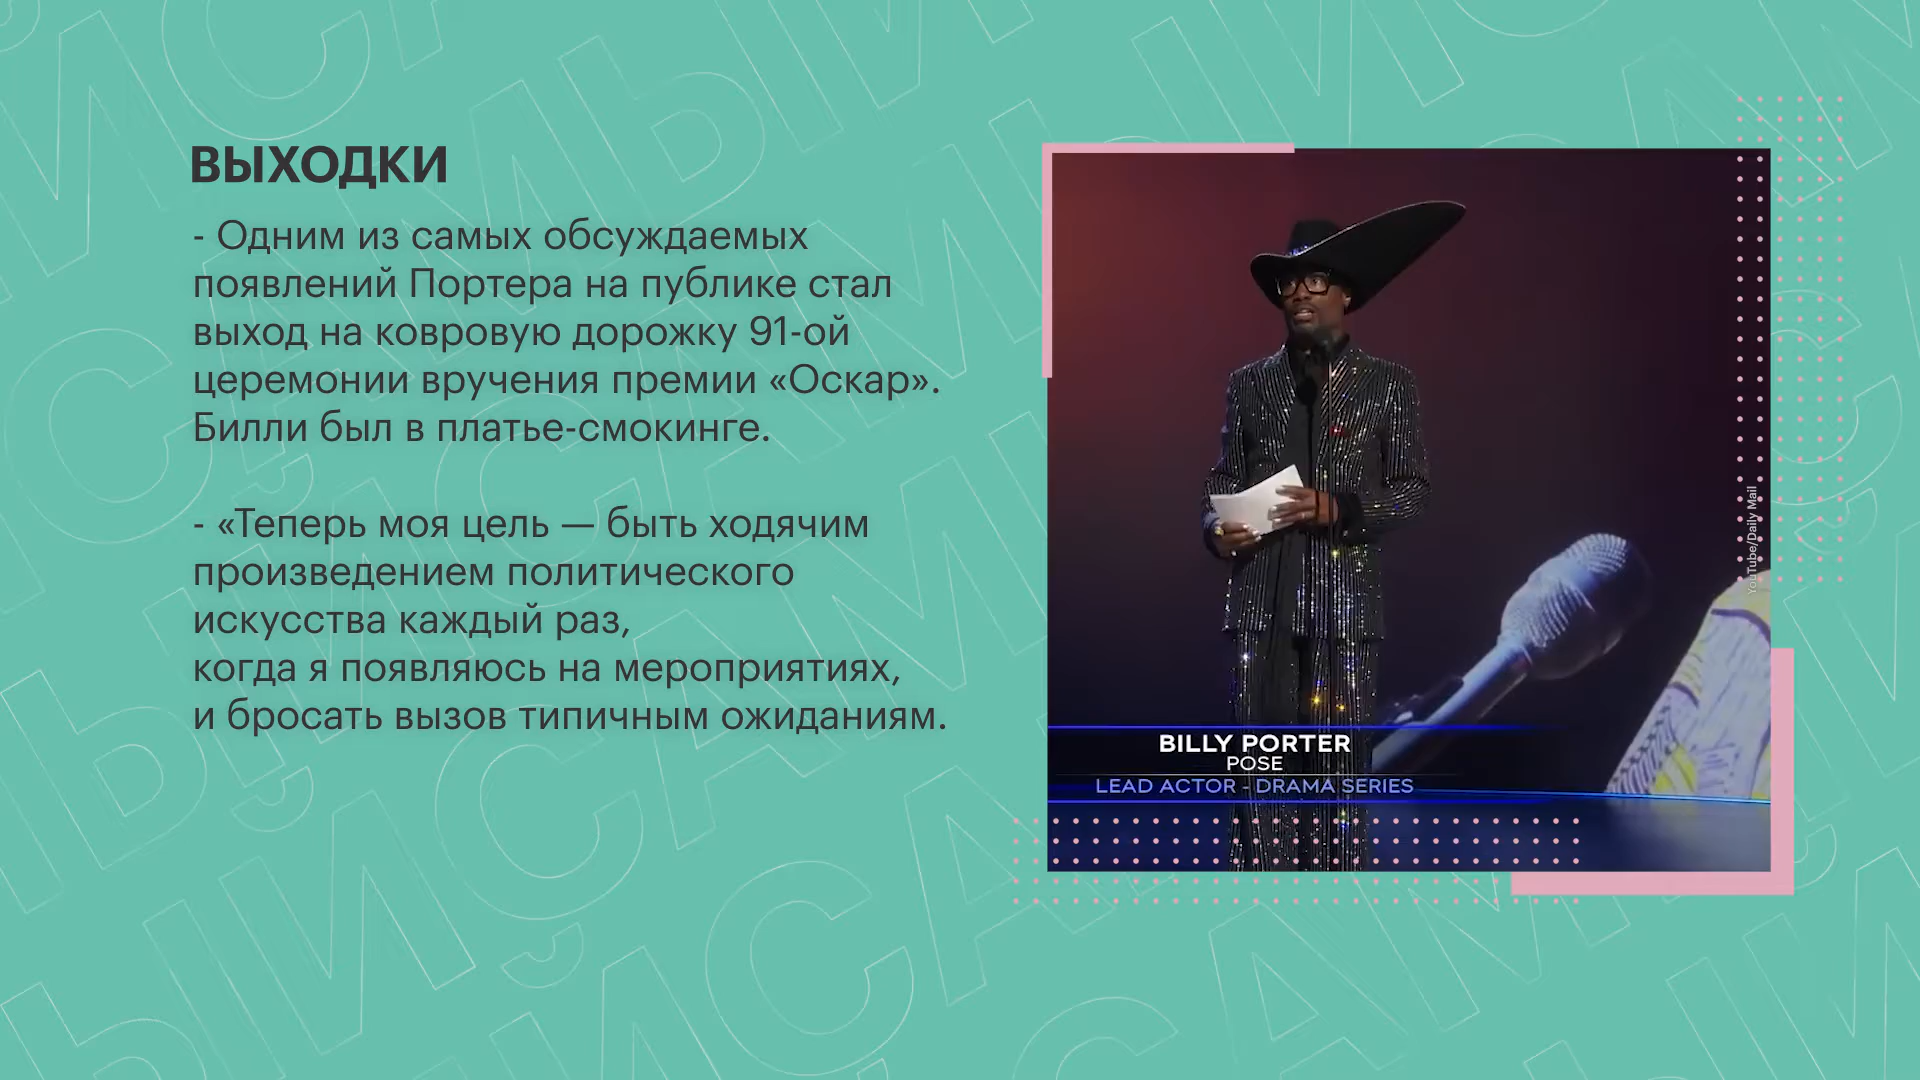 ВЫХОДКИ
- Одним из самых обсуждаемых
появлений Портера на публике стал
выход на ковровую дорожку 91-ой
церемонии вручения премии «Оскар».
Билли был в платье-смокинге.
- «Теперь моя цель — быть ходячим
произведением политического
искусства каждый раз,
когда я появляюсь на мероприятиях,
и бросать вызов типичным ожиданиям.
YouTube/Daily Mail
BILLY PORTER
POSE
LEAD ACTOR - DRAMA SERIES